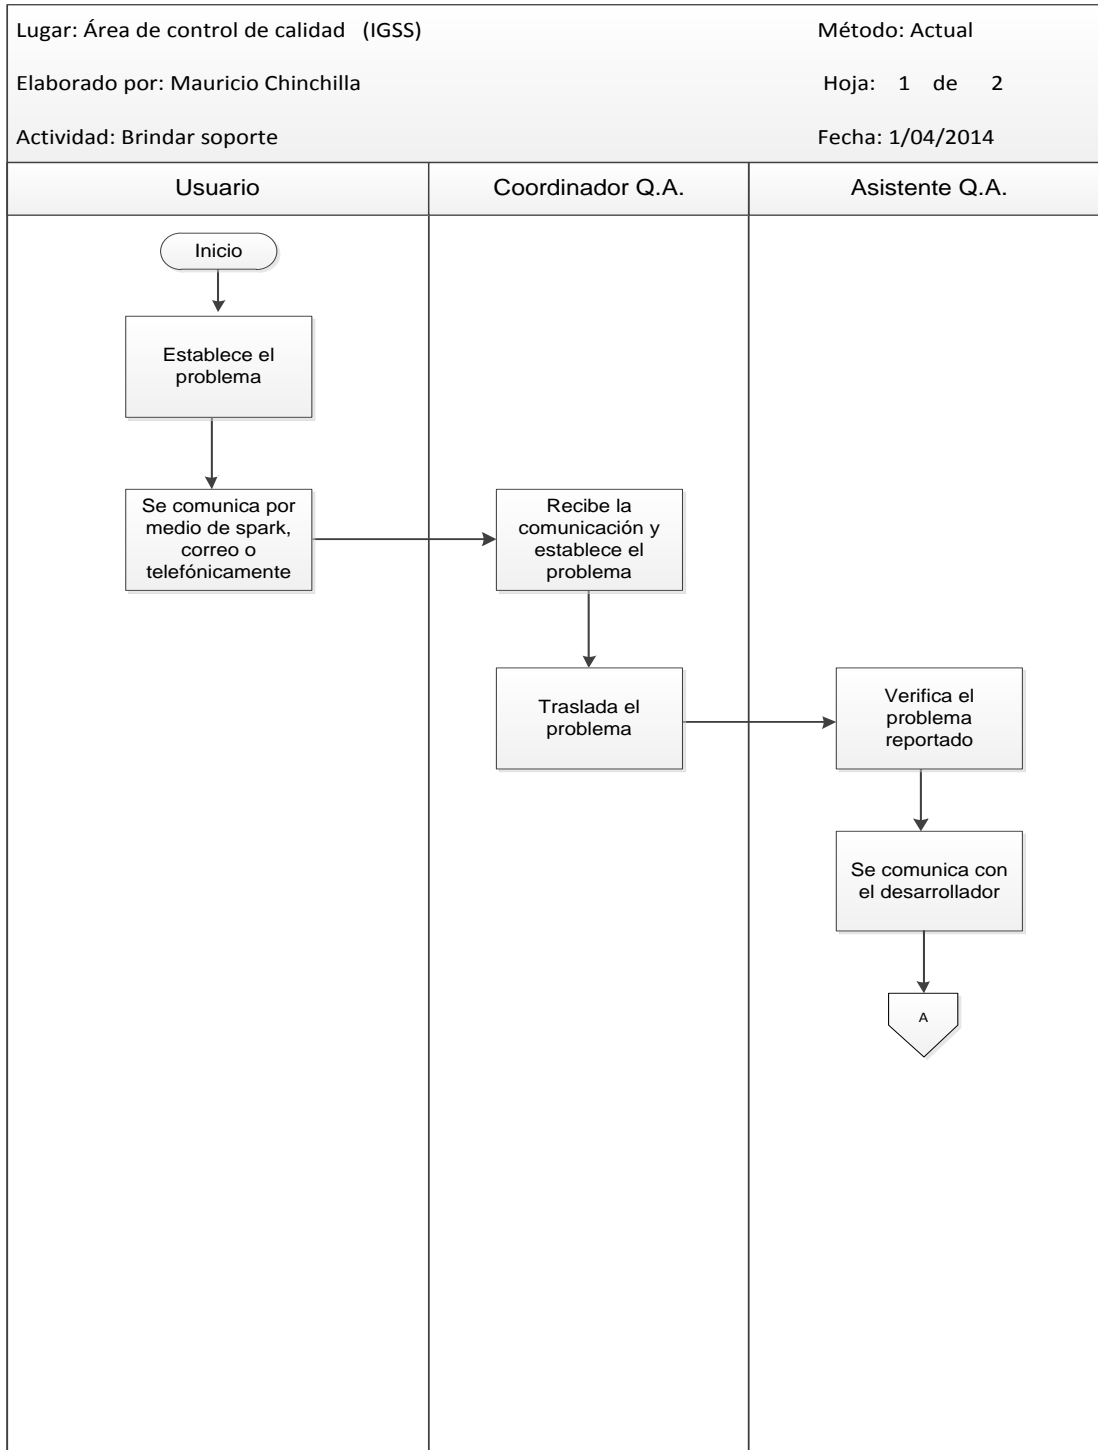 Lugar: Área de control de calidad (IGSS)
Método: Actual
Elaborado por: Mauricio Chinchilla
Hoja: 1 de 2
Actividad: Brindar soporte
Fecha: 1/04/2014
Usuario
Coordinador Q.A.
Asistente Q.A.
Inicio
Establece el
problema
Se comunica por
medio de spark,
correo o
telefónicamente
Recibe la
comunicación y
establece el
problema
Traslada el
problema
Verifica el
problema
reportado
Se comunica con
el desarrollador
A